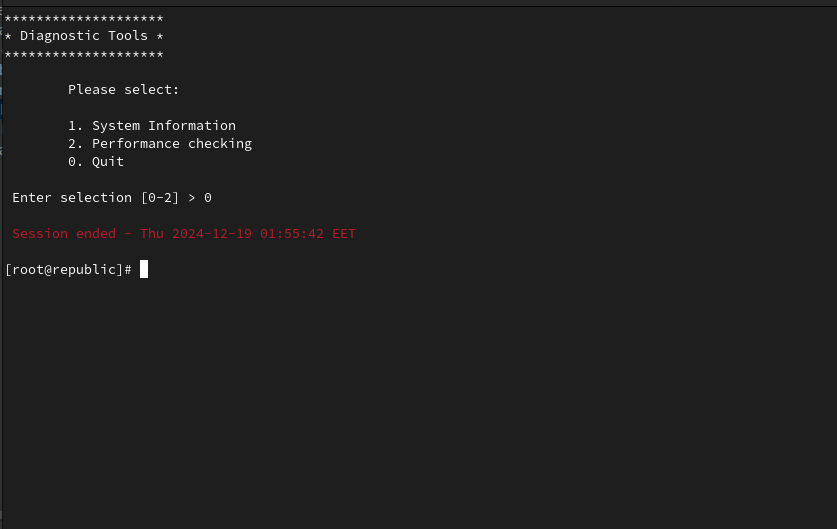 ********************
* Diagnostic Tools *
********************
Please select:
1. System Information
2. Performance checking
0. Quit
Enter selection [0-2] > 0
Session ended - Thu 2024-12-19 01:55:42 EET
[root@republic]#